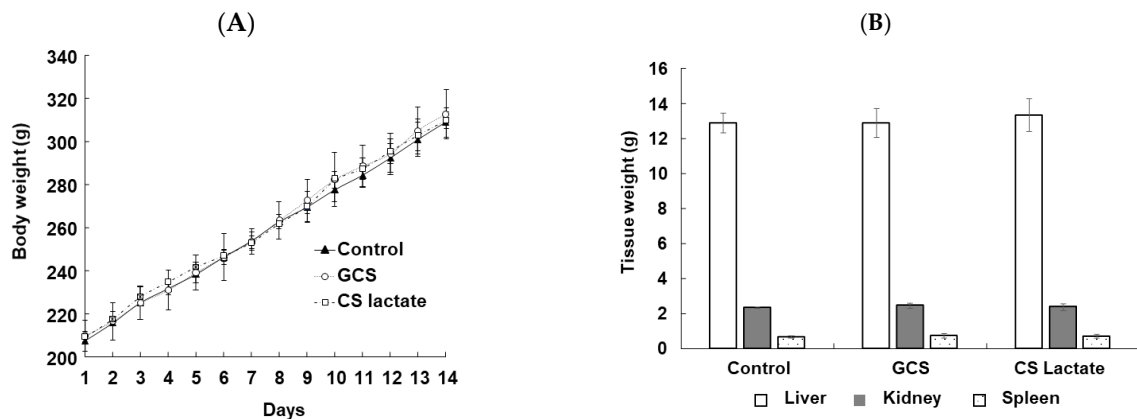 (A)
Body weight (g)
340
320
300
280
260
240
220
200
1 2 3 4 5 6 7 8 9 10 11 12 13 14
Days
Control
GCS
CS lactate
(B)
Tissue weight (g)
16
14
12
10
8
6
4
2
0
Control GCS CS Lactate
Liver Kidney Spleen